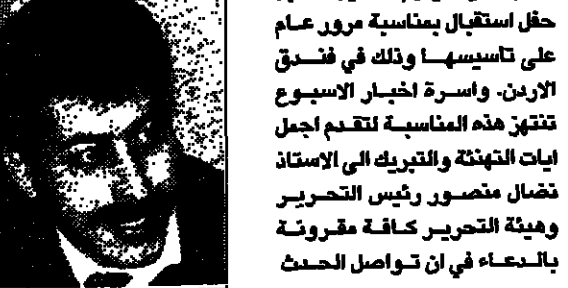 حفل استقبال بمناسبة مرور عام
على تاسيسها وذلك في فندق
الاردن. واسرة اخبار الاسبوع
تنتهز هذه المناسبة لتقدم اجمل
ايات التهنئة والتبريك الى الاستاذ
نضال منصور رئيس التحرير
وهيئة التحرير كافة مقرونة
بالدعاء في ان تواصل الحدث